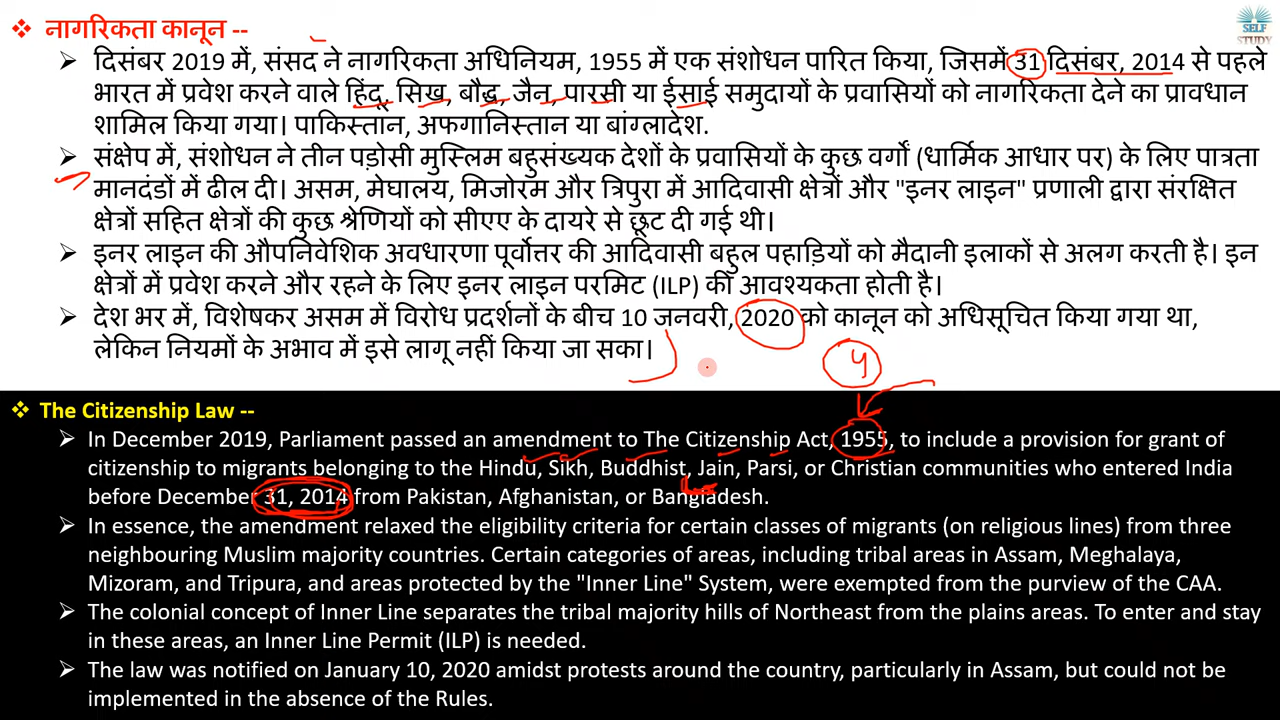 ❖ नागरिकता कानून --
SELF
STUDY
➢ दिसंबर 2019 में, संसद ने नागरिकता अधिनियम, 1955 में एक संशोधन पारित किया, जिसमें 31 दिसंबर, 2014 से पहले
भारत में प्रवेश करने वाले हिंदू, सिख, बौद्ध, जैन, पारसी या ईसाई समुदायों के प्रवासियों को नागरिकता देने का प्रावधान
शामिल किया गया। पाकिस्तान, अफगानिस्तान या बांग्लादेश.
➢ संक्षेप में, संशोधन ने तीन पड़ोसी मुस्लिम बहुसंख्यक देशों के प्रवासियों के कुछ वर्गों (धार्मिक आधार पर) के लिए पात्रता
मानदंडों में ढील दी। असम, मेघालय, मिजोरम और त्रिपुरा में आदिवासी क्षेत्रों और "इनर लाइन" प्रणाली द्वारा संरक्षित
क्षेत्रों सहित क्षेत्रों की कुछ श्रेणियों को सीएए के दायरे से छूट दी गई थी।
➢ इनर लाइन की औपनिवेशिक अवधारणा पूर्वोत्तर की आदिवासी बहुल पहाड़ियों को मैदानी इलाकों से अलग करती है। इन
क्षेत्रों में प्रवेश करने और रहने के लिए इनर लाइन परमिट (ILP) की आवश्यकता होती है।
➢ देश भर में, विशेषकर असम में विरोध प्रदर्शनों के बीच 10 जनवरी, 2020 को कानून को अधिसूचित किया गया था,
लेकिन नियमों के अभाव में इसे लागू नहीं किया जा सका।
❖ The Citizenship Law --
➢ In December 2019, Parliament passed an amendment to The Citizenship Act, 1955, to include a provision for grant of
citizenship to migrants belonging to the Hindu, Sikh, Buddhist, Jain, Parsi, or Christian communities who entered India
before December 31, 2014 from Pakistan, Afghanistan, or Bangladesh.
➢ In essence, the amendment relaxed the eligibility criteria for certain classes of migrants (on religious lines) from three
neighbouring Muslim majority countries. Certain categories of areas, including tribal areas in Assam, Meghalaya,
Mizoram, and Tripura, and areas protected by the "Inner Line" System, were exempted from the purview of the CAA.
➢ The colonial concept of Inner Line separates the tribal majority hills of Northeast from the plains areas. To enter and stay
in these areas, an Inner Line Permit (ILP) is needed.
➢ The law was notified on January 10, 2020 amidst protests around the country, particularly in Assam, but could not be
implemented in the absence of the Rules.